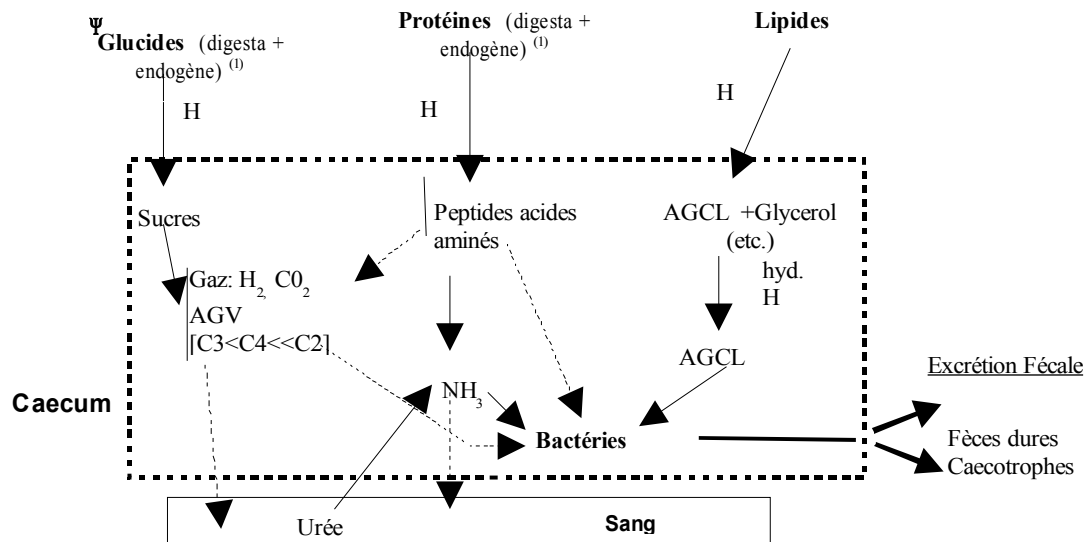 Ψ
Glucides (digesta +
endogène) (1)
Protéines (digesta +
endogène) (1)
Lipides
H
H
H
Sucres
Peptides acides
aminés
AGCL +Glycerol
(etc.)
hyd.
H
Gaz: H2, C02
AGV
[C3<C4<<C2]
AGCL
Excrétion Fécale
Caecum
NH3
Bactéries
Fèces dures
Caecotrophes
Urée
Sang